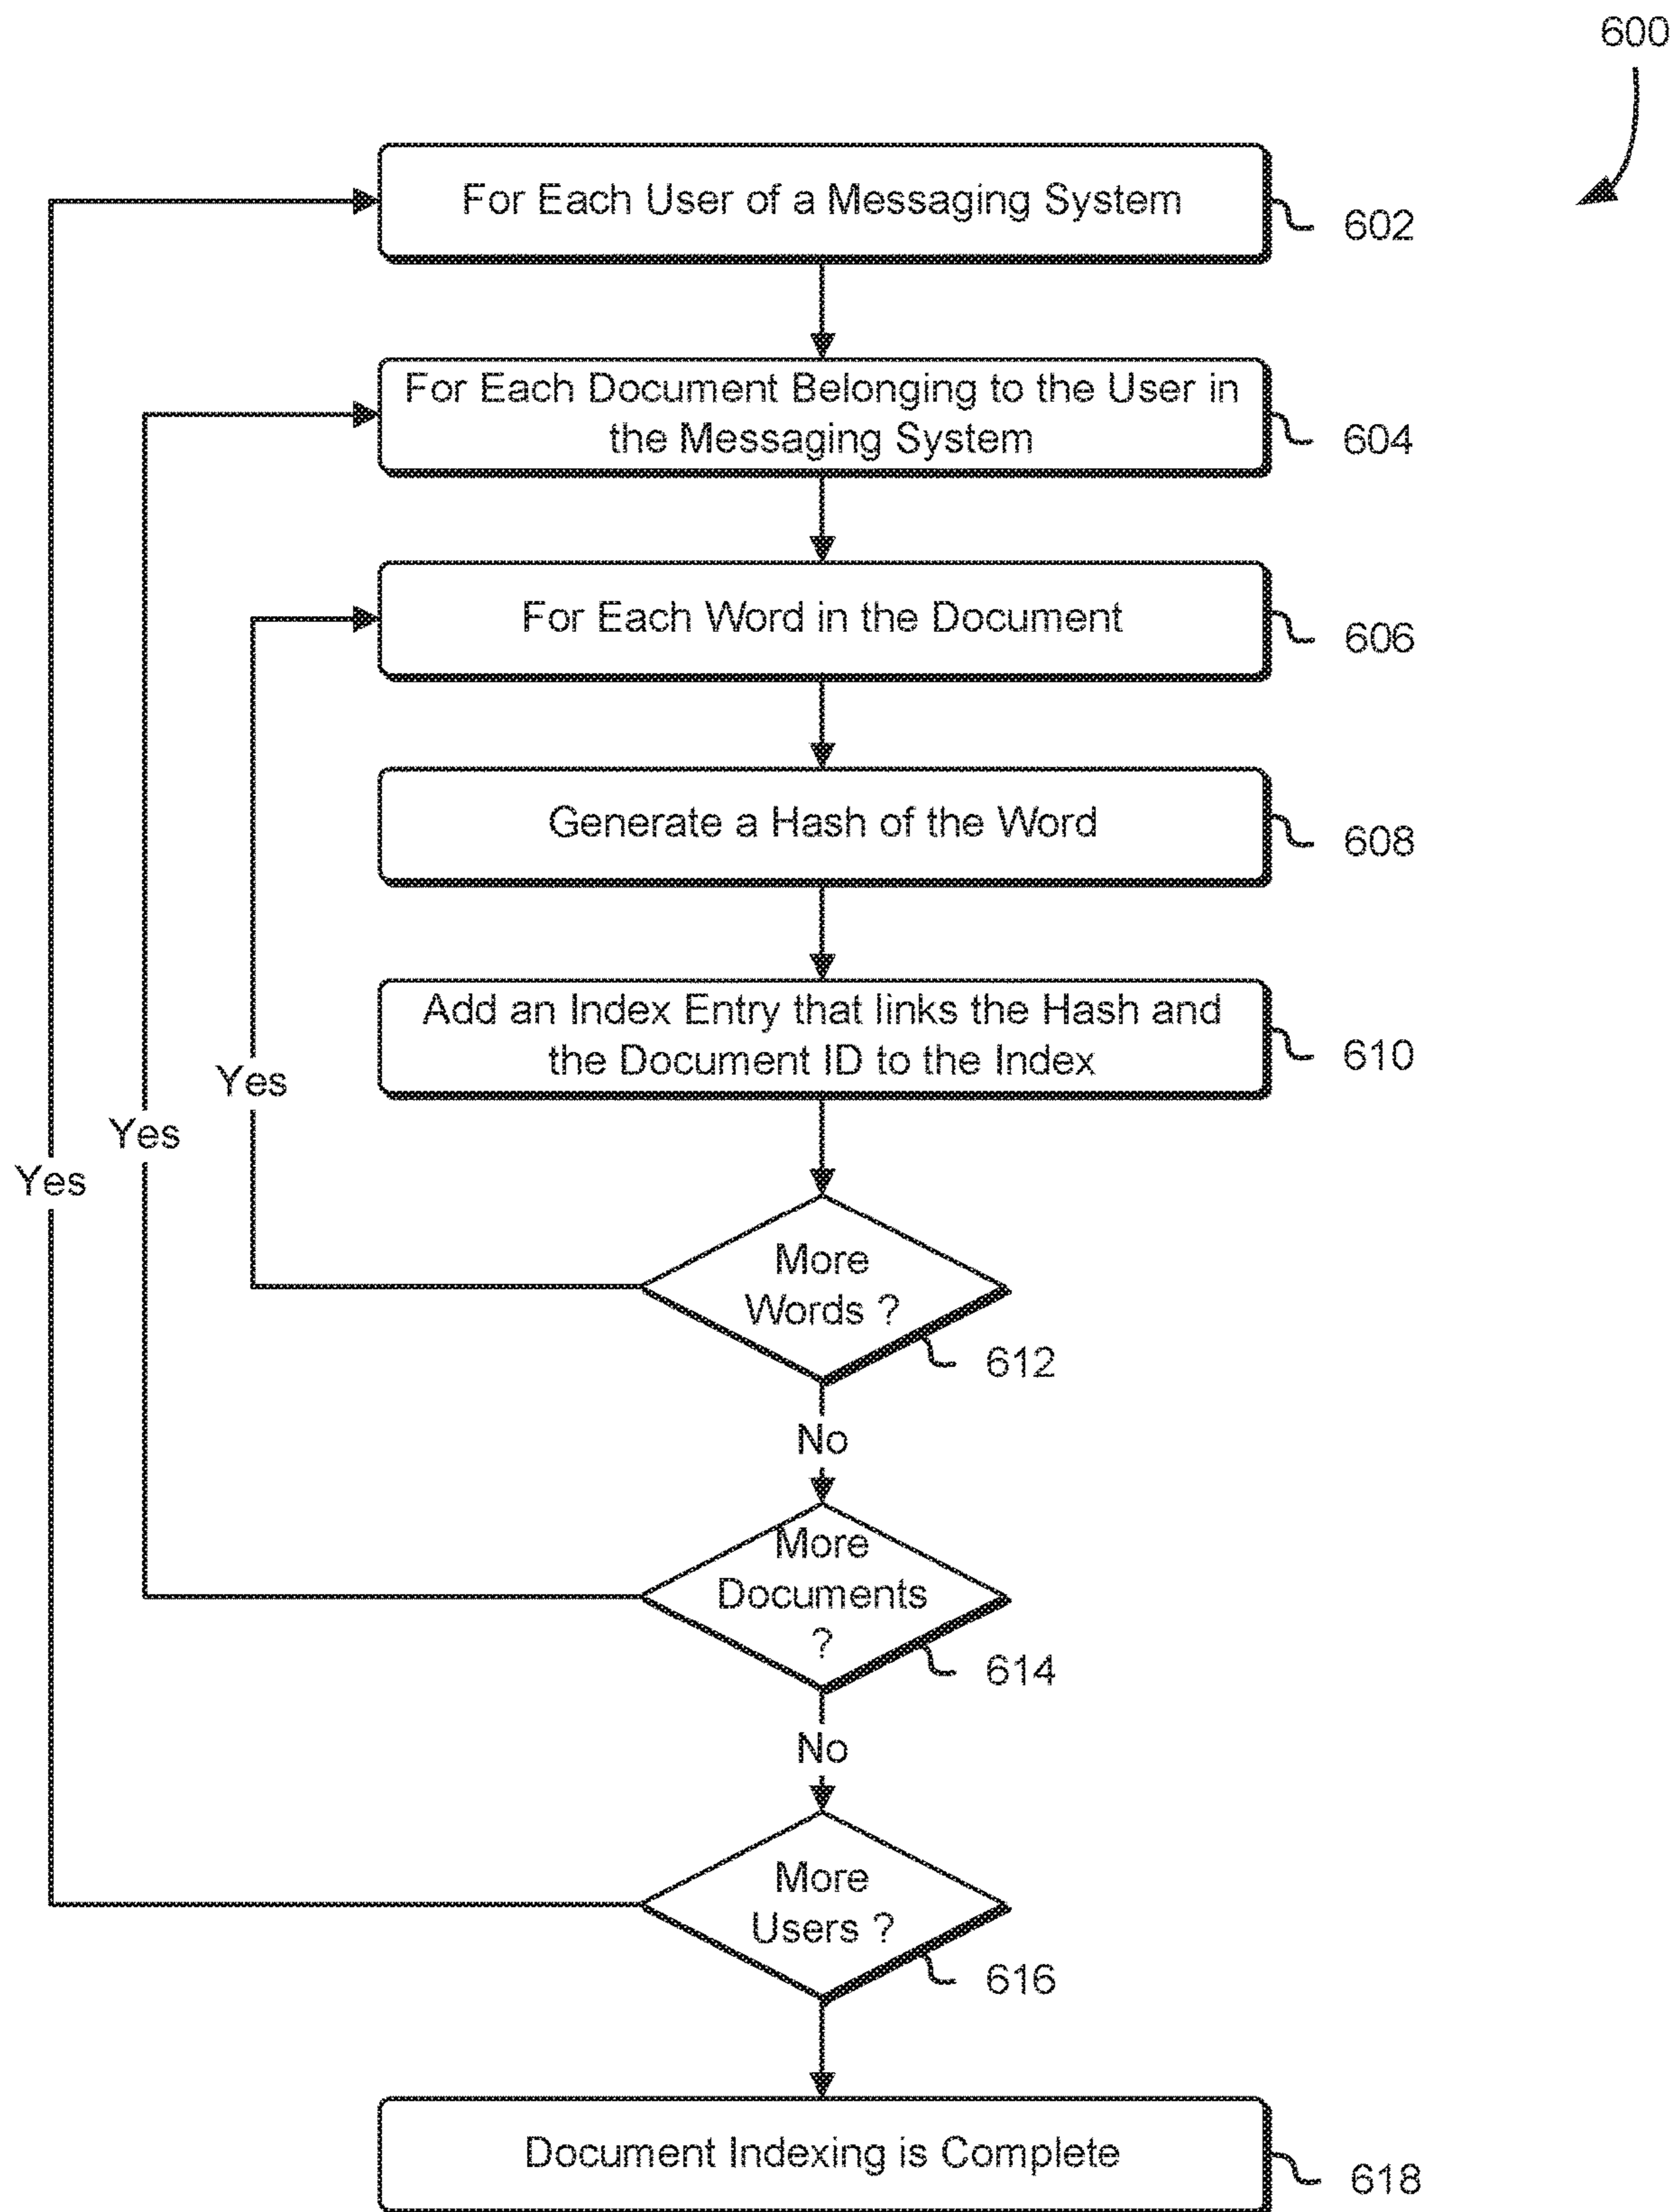 600
For Each User of a Messaging System
602
For Each Document Belonging to the User in
the Messaging System
604
For Each Word in the Document
606
Generate a Hash of the Word
608
Add an Index Entry that links the Hash and
the Document ID to the Index
610
Yes
Yes
Yes
More
Words ?
612
No
More
Documents
?
614
No
More
Users ?
616
Document Indexing is Complete
618